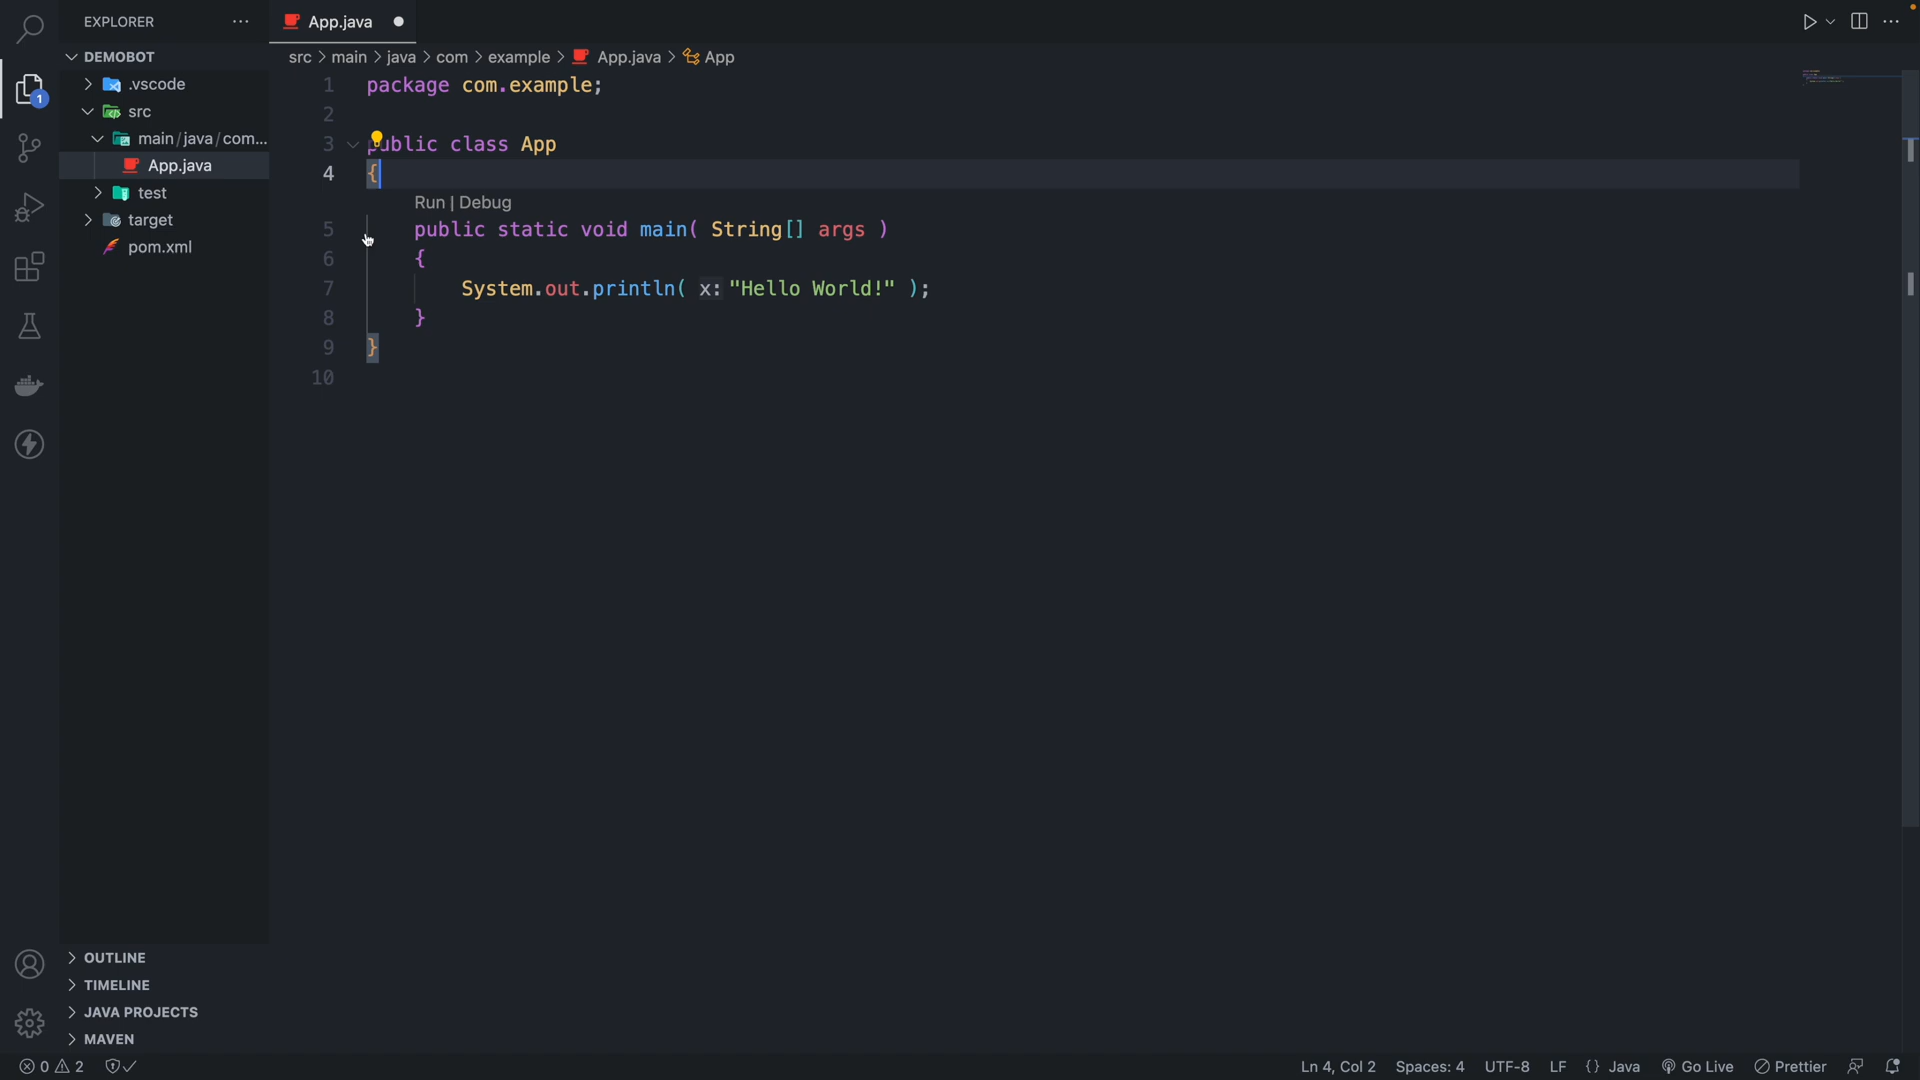 EXPLORER
App.java
DEMOBOT
src > main > java > com > example > App.java > App
.vscode
src
main/java/com...
App.java
test
target
pom.xml
1 package com.example;
2
3 public class App
4 {
Run | Debug
5 public static void main( String[] args )
6 {
7 System.out.println( x: "Hello World!" );
8 }
9 }
10
1
OUTLINE
TIMELINE
JAVA PROJECTS
MAVEN
0 2 Ln 4, Col 2 Spaces: 4 UTF-8 LF {} Java Go Live Prettier